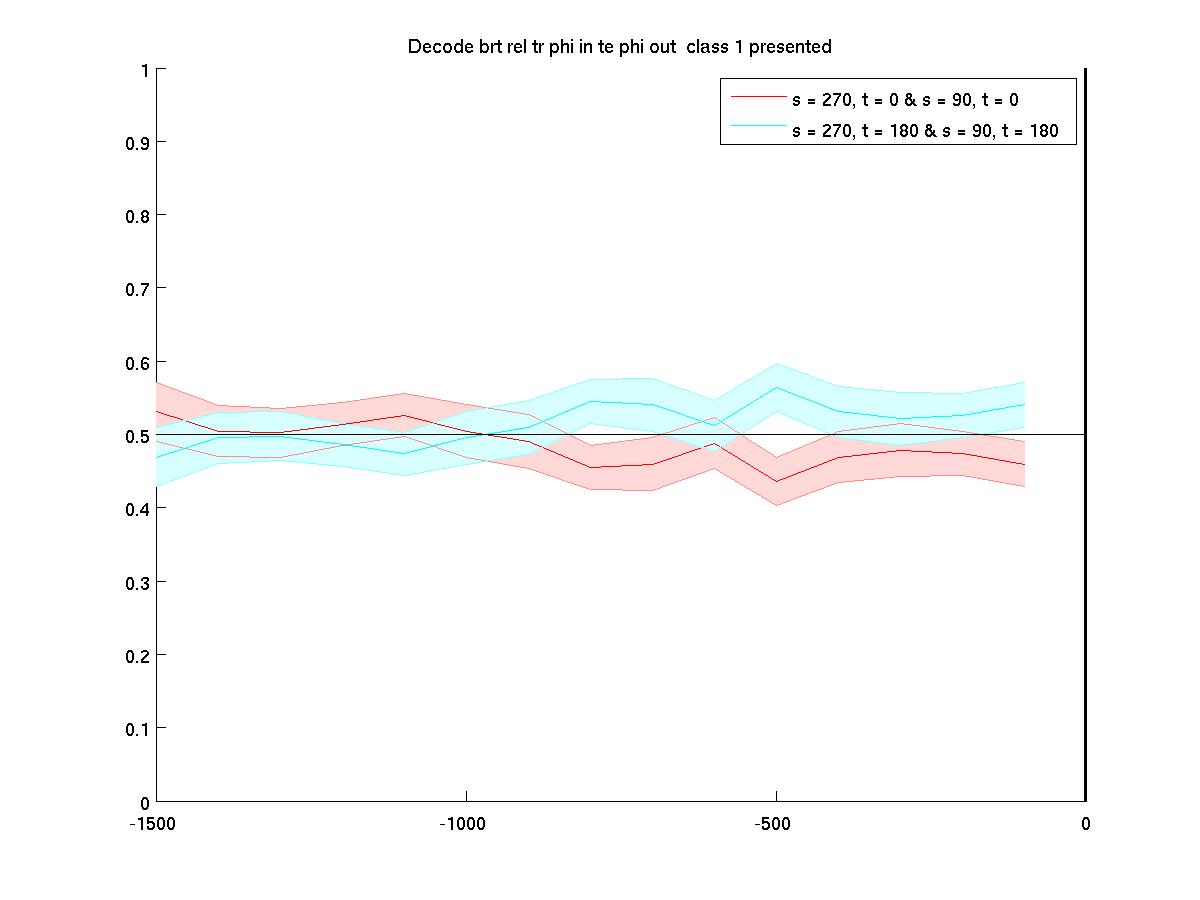 Decode brt rel tr phi in te phi out  class 1 presented
1
s = 270, t = 0 & s = 90, t = 0
s = 270, t = 180 & s = 90, t = 180
0.9
0.8
0.7
0.6
0.5
0.4
0.3
0.2
0.1
0
-1500 -1000 -500 0